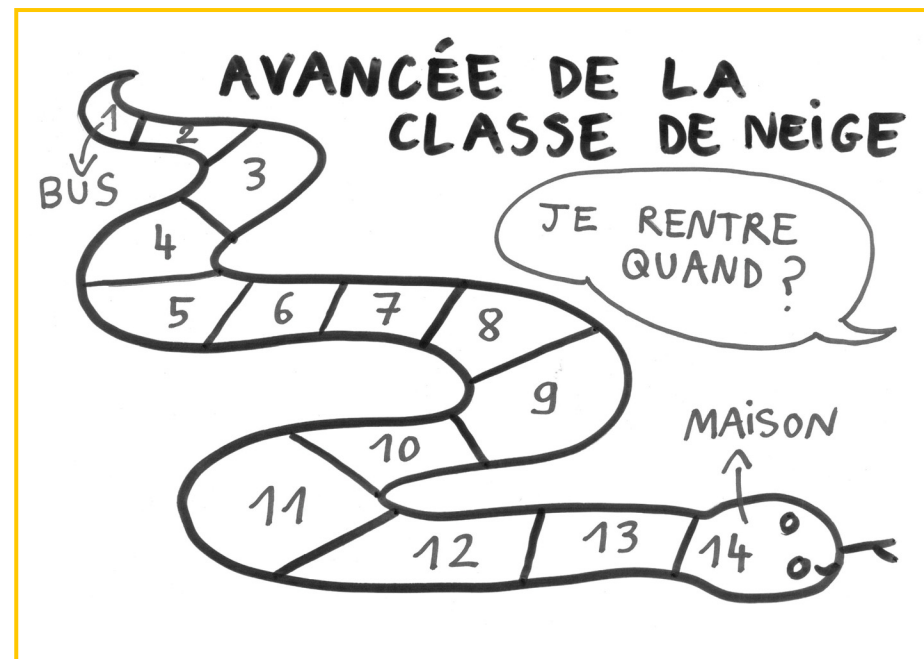 AVANCÉE DE LA
CLASSE DE NEIGE
BUS
JE RENTRE
QUAND ?
1
2
3
4
5
6
7
8
9
10
11
12
13
14
MAISON